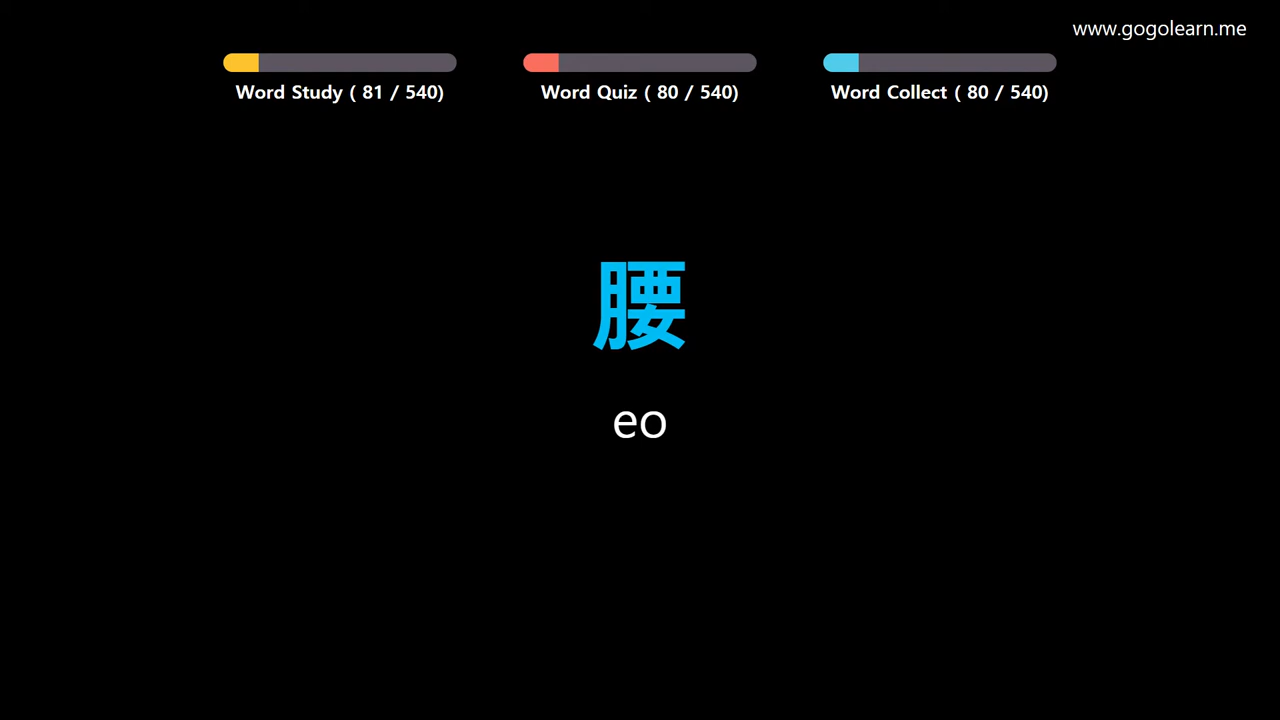 www.gogolearn.me
Word Study ( 81 / 540)
Word Quiz ( 80 / 540)
Word Collect ( 80 / 540)
腰
eo